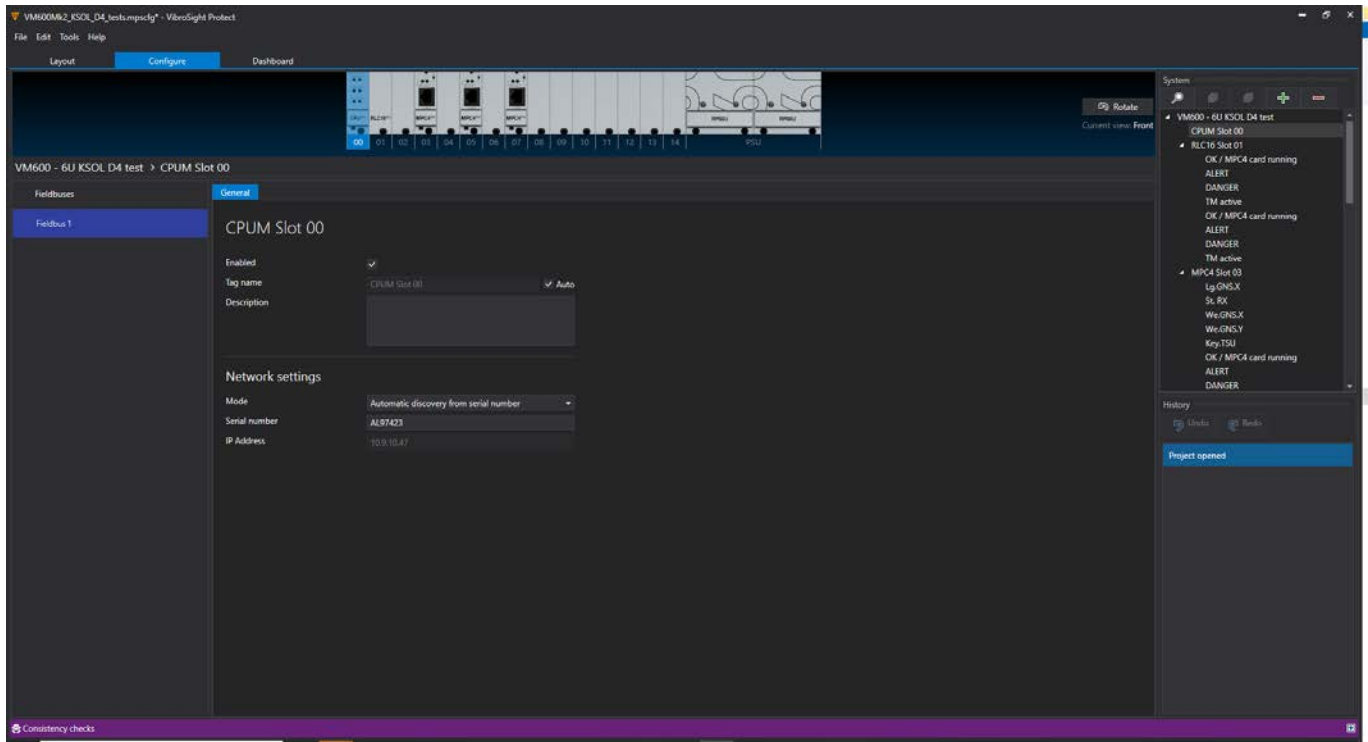 VM600Mk2_KSOL_D4_tests.mpscfg* - VibroSight Protect
File Edit Tools Help
Layout Configure Dashboard
Rotate
Current view: Front
00 01 02 03 04 05 06 07 08 09 10 11 12 13 14 PSU
VM600 - 6U KSOL D4 test > CPUM Slot 00
Fieldbuses
Fieldbus 1
General
CPUM Slot 00
Enabled
Tag name CPUM Slot 00 Auto
Description
Network settings
Mode Automatic discovery from serial number
Serial number AL97423
IP Address 10.9.10.47
System
VM600 - 6U KSOL D4 test
CPUM Slot 00
RLC16 Slot 01
OK / MPC4 card running
ALERT
DANGER
TM active
OK / MPC4 card running
ALERT
DANGER
TM active
MPC4 Slot 03
Lg.GNS.X
St. RX
We.GNS.X
We.GNS.Y
Key.TSU
OK / MPC4 card running
ALERT
DANGER
History
Undo Redo
Project opened
Consistency checks